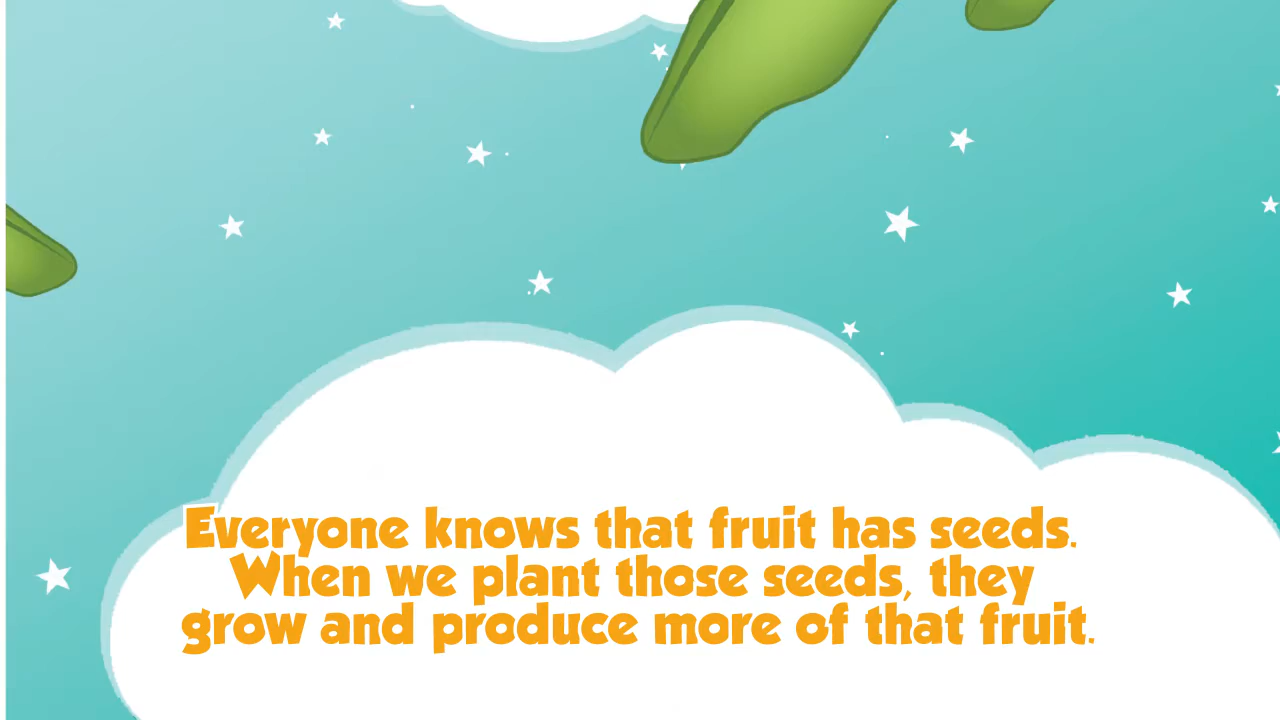 Everyone knows that fruit has seeds.
When we plant those seeds, they
grow and produce more of that fruit.